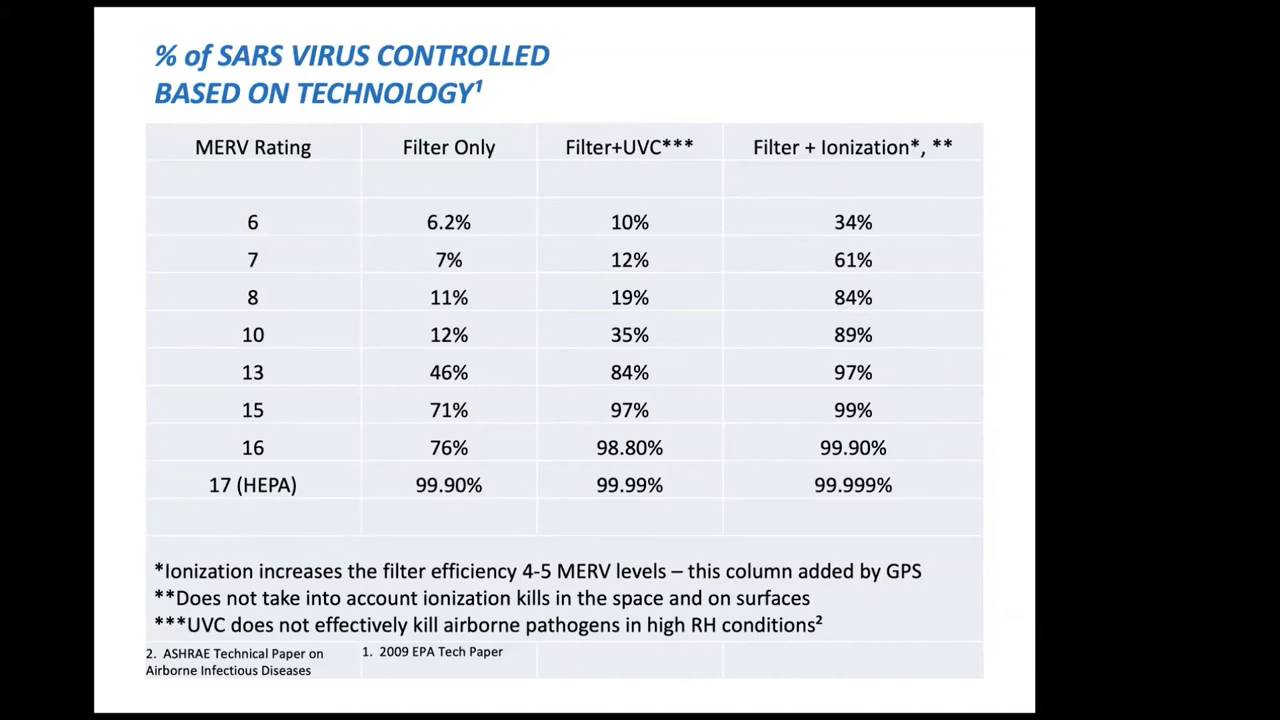 % of SARS VIRUS CONTROLLED
BASED ON TECHNOLOGY¹
MERV Rating Filter Only Filter+UVC*** Filter + Ionization*, **
6 6.2% 10% 34%
7 7% 12% 61%
8 11% 19% 84%
10 12% 35% 89%
13 46% 84% 97%
15 71% 97% 99%
16 76% 98.80% 99.90%
17 (HEPA) 99.90% 99.99% 99.999%
*Ionization increases the filter efficiency 4-5 MERV levels – this column added by GPS
**Does not take into account ionization kills in the space and on surfaces
***UVC does not effectively kill airborne pathogens in high RH conditions²
2. ASHRAE Technical Paper on 1. 2009 EPA Tech Paper
Airborne Infectious Diseases